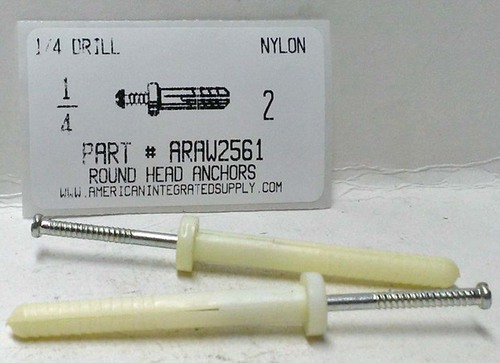 1/4 DRILL NYLON
1/4 2
PART # ARAW2561
ROUND HEAD ANCHORS
WWW.AMERICANINTEGRATEDSUPPLY.COM